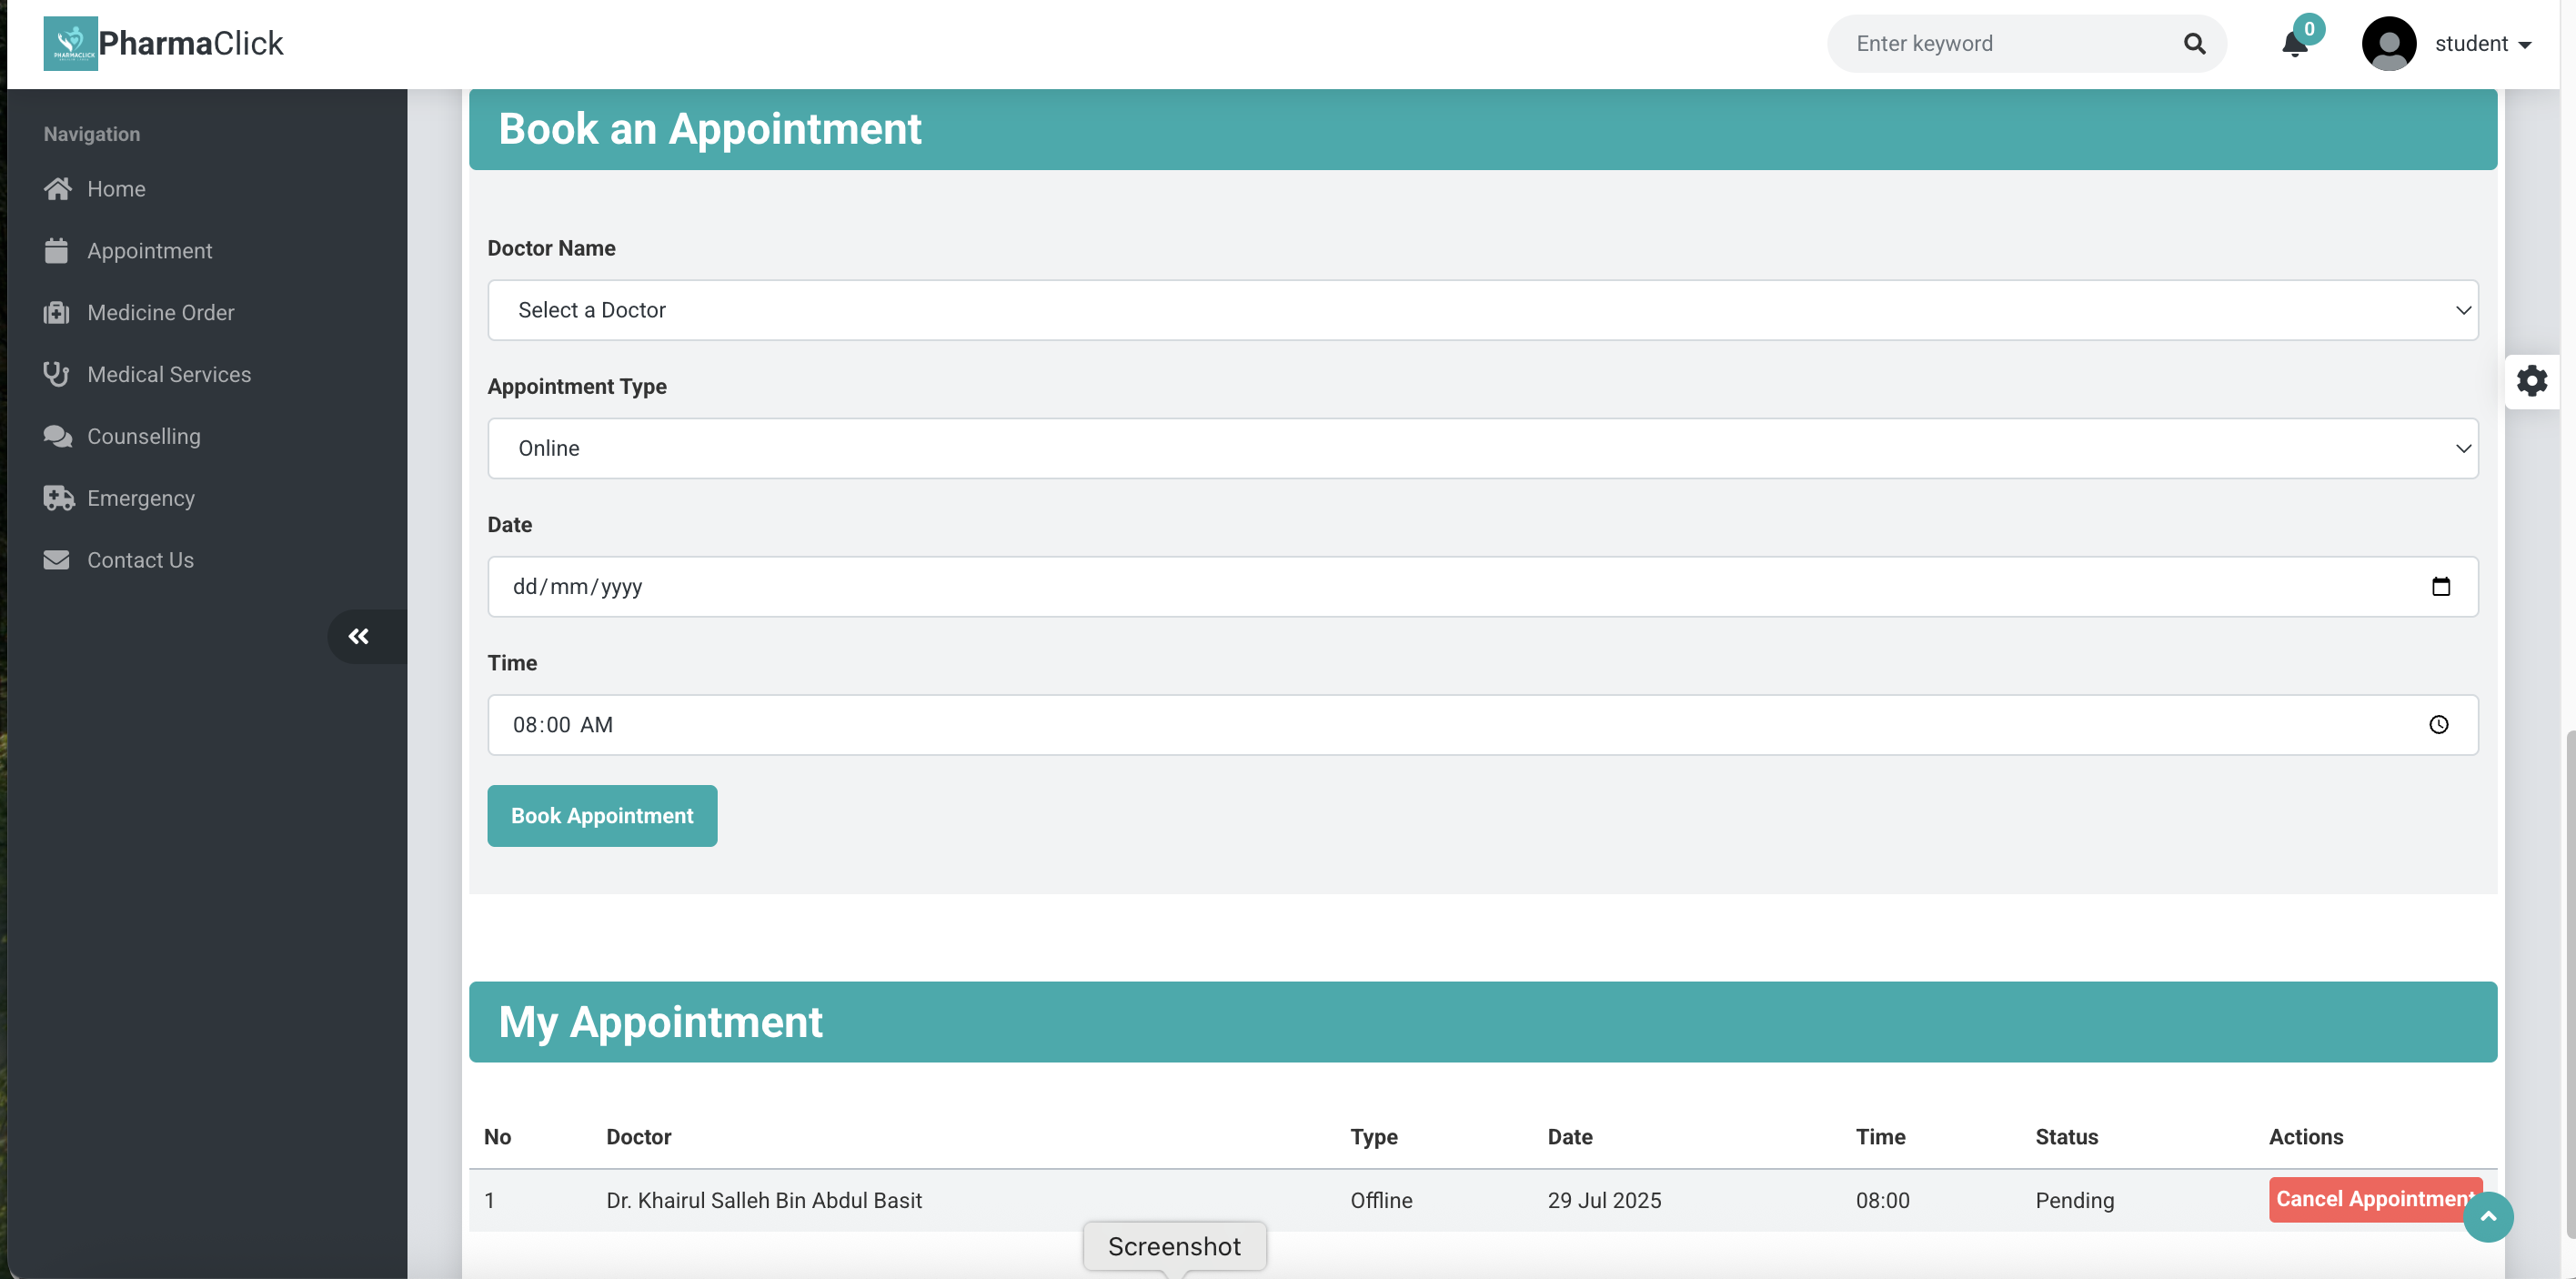 PharmaClick
Enter keyword
0
student
Navigation
Home
Appointment
Medicine Order
Medical Services
Counselling
Emergency
Contact Us
Book an Appointment
Doctor Name
Select a Doctor
Appointment Type
Online
Date
dd/mm/yyyy
Time
08:00 AM
Book Appointment
My Appointment
No Doctor Type Date Time Status Actions
1 Dr. Khairul Salleh Bin Abdul Basit Offline 29 Jul 2025 08:00 Pending Cancel Appointment
Screenshot